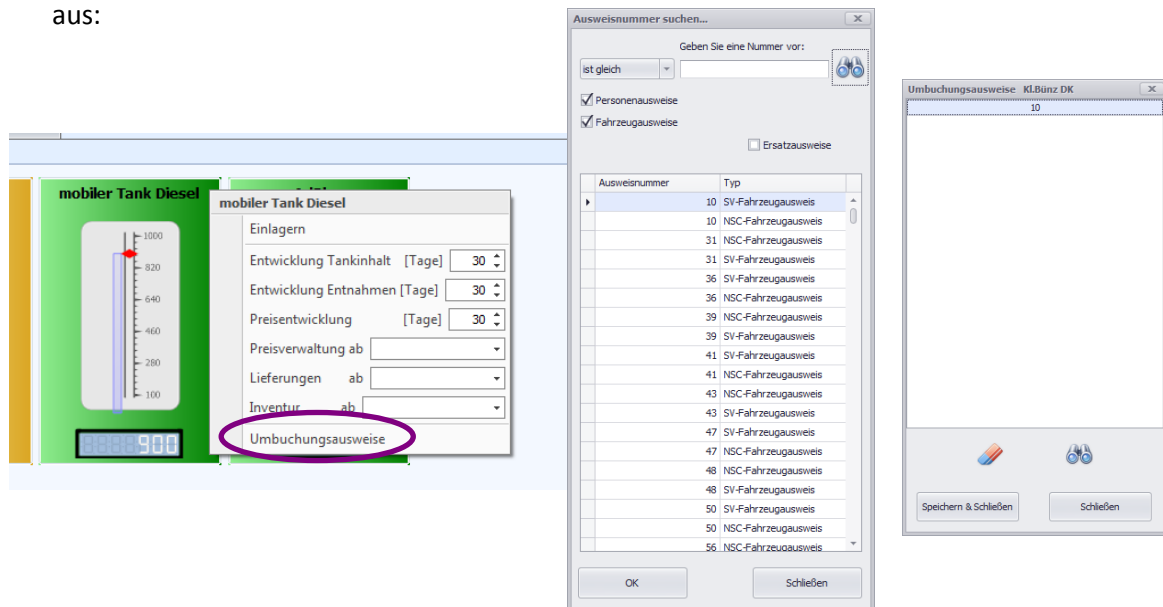 aus:
mobiler Tank Diesel
1000
820
640
460
280
100
900
mobiler Tank Diesel
Einlagern
Entwicklung Tankinhalt [Tage] 30
Entwicklung Entnahmen [Tage] 30
Preisentwicklung [Tage] 30
Preisverwaltung ab
Lieferungen ab
Inventur ab
Umbuchungsausweise
Ausweisnummer suchen...
Geben Sie eine Nummer vor:
ist gleich
Personenausweise
Fahrzeugausweise
Ersatzausweise
Ausweisnummer Typ
10 SV-Fahrzeugausweis
10 NSC-Fahrzeugausweis
31 NSC-Fahrzeugausweis
31 SV-Fahrzeugausweis
36 SV-Fahrzeugausweis
36 NSC-Fahrzeugausweis
39 NSC-Fahrzeugausweis
39 SV-Fahrzeugausweis
41 SV-Fahrzeugausweis
41 NSC-Fahrzeugausweis
43 NSC-Fahrzeugausweis
43 SV-Fahrzeugausweis
47 SV-Fahrzeugausweis
47 NSC-Fahrzeugausweis
48 NSC-Fahrzeugausweis
48 SV-Fahrzeugausweis
50 SV-Fahrzeugausweis
50 NSC-Fahrzeugausweis
56 NSC-Fahrzeugausweis
OK Schließen
Umbuchungsausweise Kl.Bünz DK
10
Speichern & Schließen Schließen